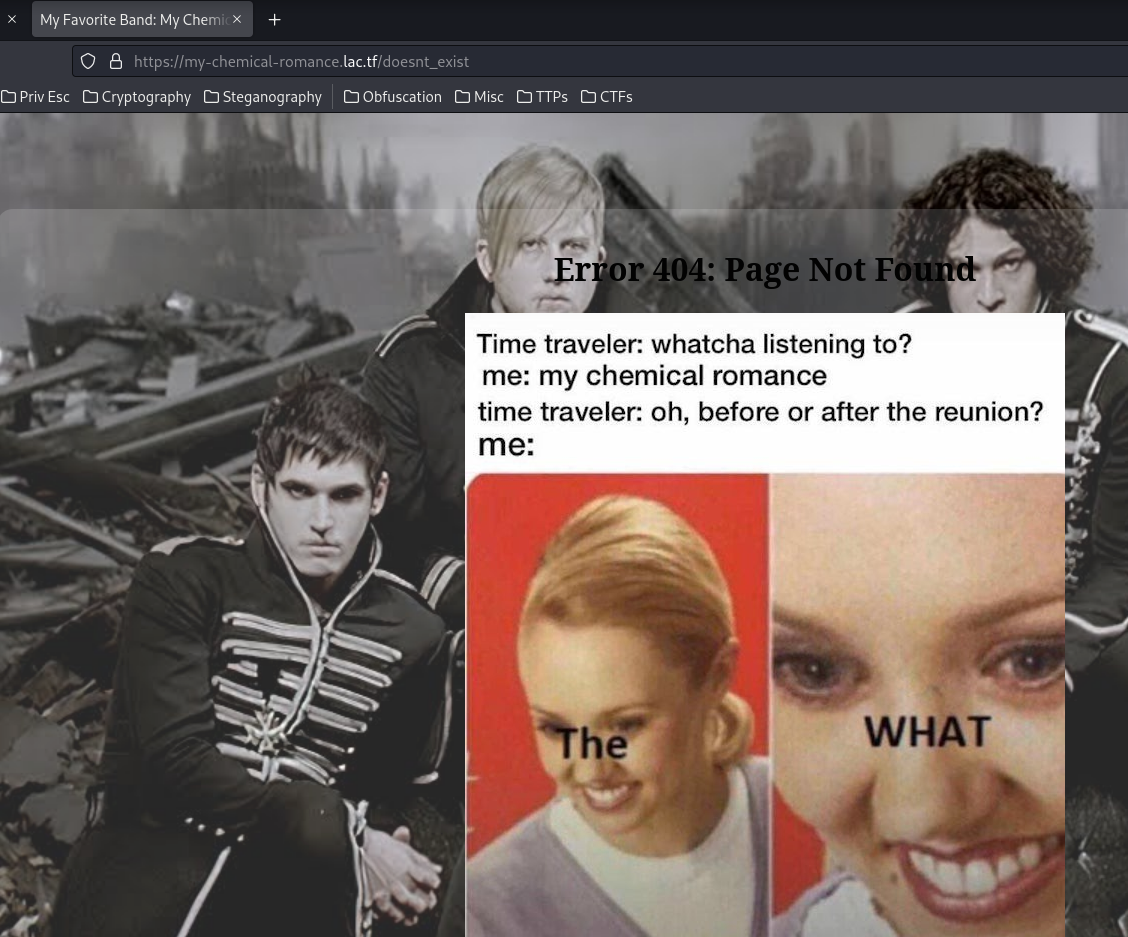 My Favorite Band: My Chemic
https://my-chemical-romance.lac.tf/doesnt_exist
Priv Esc Cryptography Steganography Obfuscation Misc TTPs CTFs
Error 404: Page Not Found
Time traveler: whatcha listening to?
me: my chemical romance
time traveler: oh, before or after the reunion?
me:
The WHAT